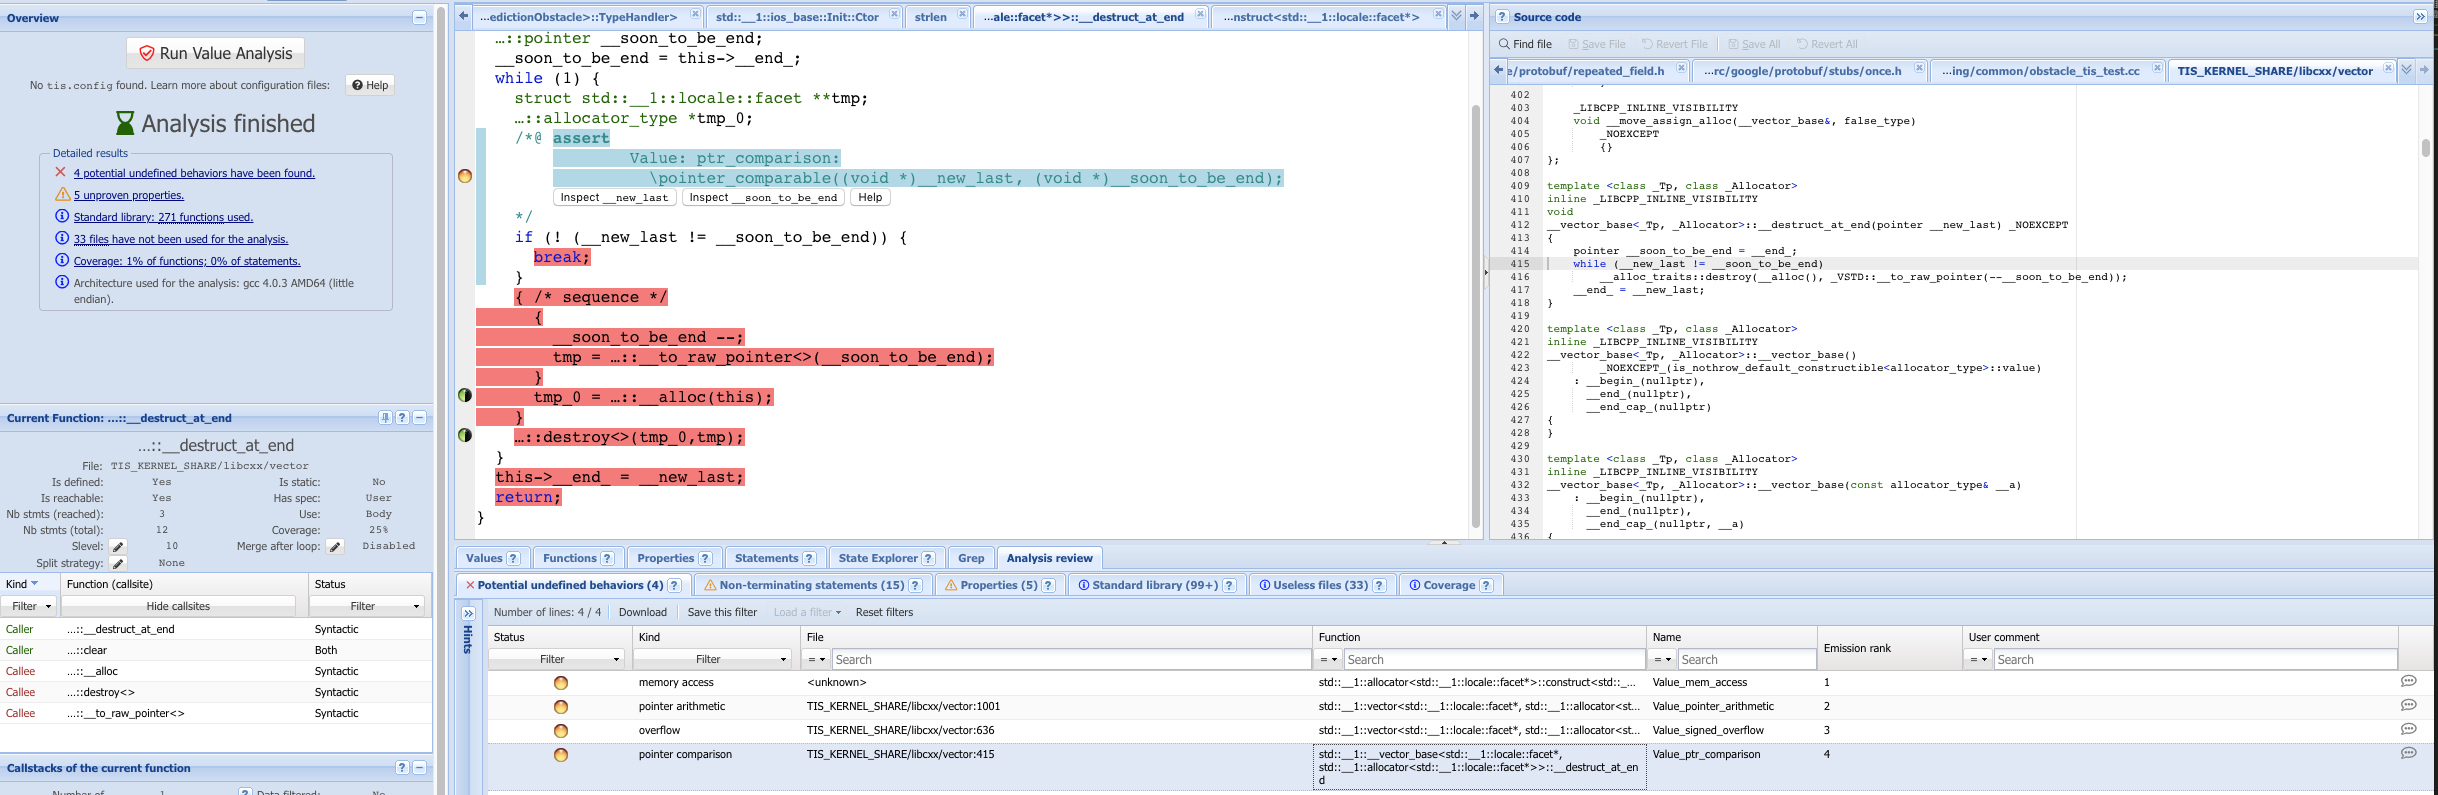 Overview
Run Value Analysis
No tis.config found. Learn more about configuration files:
Help
Analysis finished
Detailed results
4 potential undefined behaviors have been found.
5 unproven properties.
Standard library: 271 functions used.
33 files have not been used for the analysis.
Coverage: 1% of functions; 0% of statements.
Architecture used for the analysis: gcc 4.0.3 AMD64 (little
endian).
Current Function: ...::__destruct_at_end
...::__destruct_at_end
File: TIS_KERNEL_SHARE/libcxx/vector
Is defined: Yes Is static: No
Is reachable: Yes Has spec: User
Nb stmts (reached): 3 Use: Body
Nb stmts (total): 12 Coverage: 25%
Slevel: 10 Merge after loop: Disabled
Split strategy: None
Kind Function (callsite) Status
Filter Hide callsites Filter
Caller ...::__destruct_at_end Syntactic
Caller ...::clear Both
Callee ...::__alloc Syntactic
Callee ...::destroy<> Syntactic
Callee ...::__to_raw_pointer<> Syntactic
Callstacks of the current function
...edictionObstacle>::TypeHandler>
std::__1::ios_base::Init::Ctor
strlen
...ale::facet*>>::__destruct_at_end
...nstruct<std::__1::locale::facet*>
...::pointer __soon_to_be_end;
__soon_to_be_end = this->__end_;
while (1) {
struct std::__1::locale::facet **tmp;
...::allocator_type *tmp_0;
/*@ assert
Value: ptr_comparison:
\pointer_comparable((void *)__new_last, (void *)__soon_to_be_end);
Inspect __new_last Inspect __soon_to_be_end Help
*/
if (! (__new_last != __soon_to_be_end)) {
break;
}
{ /* sequence */
{
__soon_to_be_end --;
tmp = ...::__to_raw_pointer<>(__soon_to_be_end);
}
tmp_0 = ...::__alloc(this);
}
...::destroy<>(tmp_0,tmp);
}
this->__end_ = __new_last;
return;
}
Source code
Find file Save File Revert File Save All Revert All
e/protobuf/repeated_field.h
...rc/google/protobuf/stubs/once.h
...ing/common/obstacle_tis_test.cc
TIS_KERNEL_SHARE/libcxx/vector
402
403 _LIBCPP_INLINE_VISIBILITY
404 void __move_assign_alloc(__vector_base&, false_type)
405 _NOEXCEPT
406 {}
407 };
408
409 template <class _Tp, class _Allocator>
410 inline _LIBCPP_INLINE_VISIBILITY
411 void
412 __vector_base<_Tp, _Allocator>::__destruct_at_end(pointer __new_last) _NOEXCEPT
413 {
414 pointer __soon_to_be_end = __end_;
415 while (__new_last != __soon_to_be_end)
416 __alloc_traits::destroy(__alloc(), _VSTD::__to_raw_pointer(--__soon_to_be_end));
417 __end_ = __new_last;
418 }
419
420 template <class _Tp, class _Allocator>
421 inline _LIBCPP_INLINE_VISIBILITY
422 __vector_base<_Tp, _Allocator>::__vector_base()
423 _NOEXCEPT_(is_nothrow_default_constructible<allocator_type>::value)
424 : __begin_(nullptr),
425 __end_(nullptr),
426 __end_cap_(nullptr)
427 {
428 }
429
430 template <class _Tp, class _Allocator>
431 inline _LIBCPP_INLINE_VISIBILITY
432 __vector_base<_Tp, _Allocator>::__vector_base(const allocator_type& __a)
433 : __begin_(nullptr),
434 __end_(nullptr),
435 __end_cap_(nullptr, __a)
436 {
Values ? Functions ? Properties ? Statements ? State Explorer ? Grep Analysis review
Potential undefined behaviors (4) ? Non-terminating statements (15) ? Properties (5) ? Standard library (99+) ? Useless files (33) ? Coverage ?
Hints
Number of lines: 4 / 4 Download Save this filter Load a filter Reset filters
Status Kind File Function Name Emission rank User comment
Filter Filter = Search = Search = Search = Search
memory access <unknown> std::__1::allocator<std::__1::locale::facet*>::construct<std::_... Value_mem_access 1
pointer arithmetic TIS_KERNEL_SHARE/libcxx/vector:1001 std::__1::vector<std::__1::locale::facet*, std::__1::allocator<st... Value_pointer_arithmetic 2
overflow TIS_KERNEL_SHARE/libcxx/vector:636 std::__1::vector<std::__1::locale::facet*, std::__1::allocator<st... Value_signed_overflow 3
pointer comparison TIS_KERNEL_SHARE/libcxx/vector:415 std::__1::__vector_base<std::__1::locale::facet*, Value_ptr_comparison 4
std::__1::allocator<std::__1::locale::facet*>>::__destruct_at_en
d